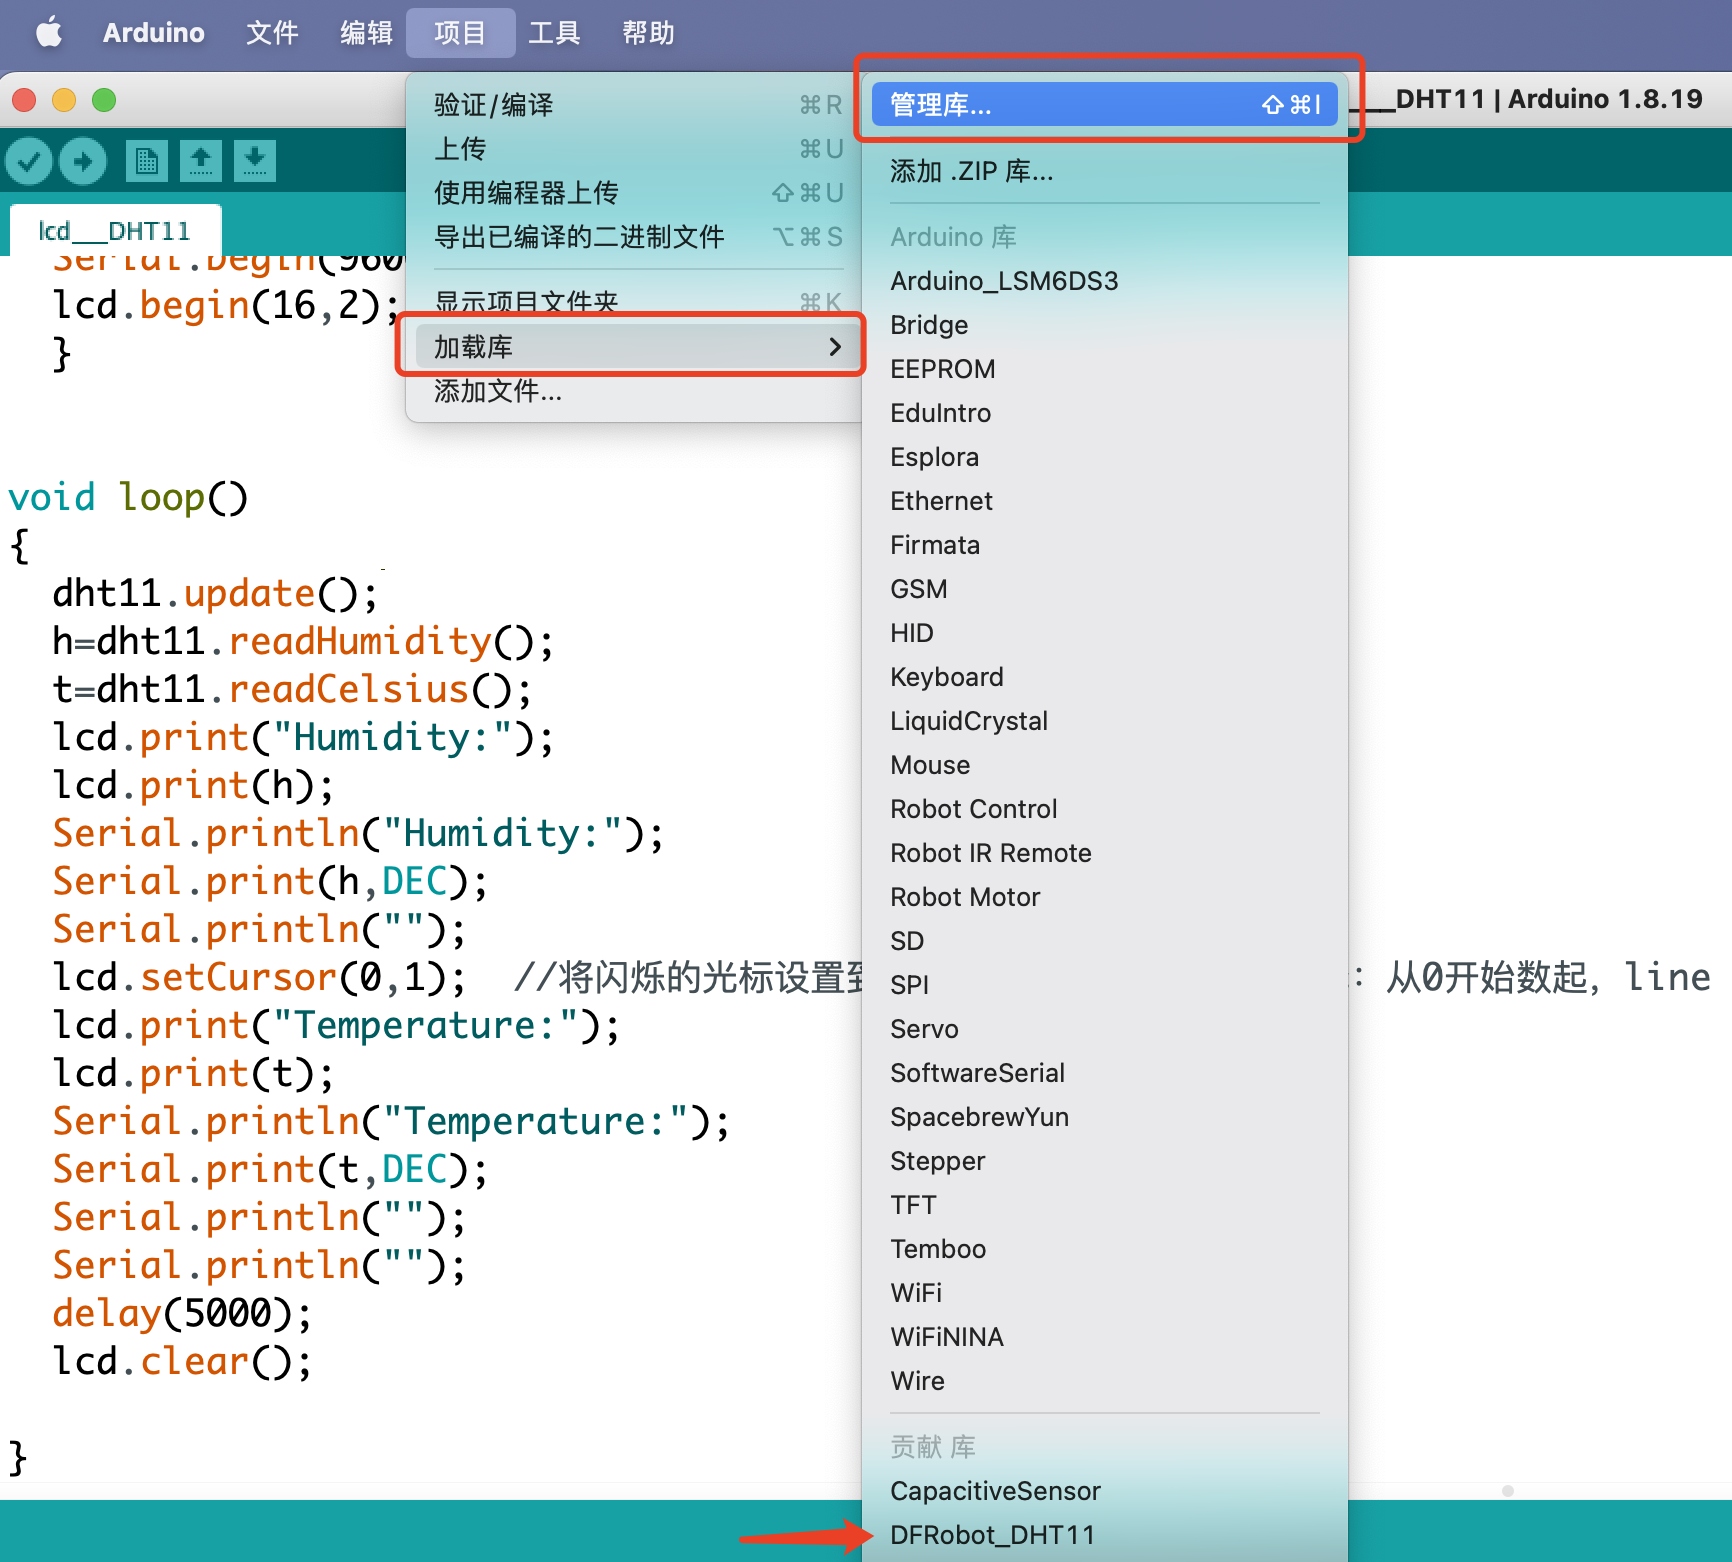 Arduino 文件 编辑 项目 工具 帮助
___DHT11 | Arduino 1.8.19
lcd___DHT11
Serial.begin(960
lcd.begin(16,2);
}
void loop()
{
dht11.update();
h=dht11.readHumidity();
t=dht11.readCelsius();
lcd.print("Humidity:");
lcd.print(h);
Serial.println("Humidity:");
Serial.print(h,DEC);
Serial.println("");
lcd.setCursor(0,1); //将闪烁的光标设置到 : 从0开始数起, line
lcd.print("Temperature:");
lcd.print(t);
Serial.println("Temperature:");
Serial.print(t,DEC);
Serial.println("");
Serial.println("");
delay(5000);
lcd.clear();
}
验证/编译 ⌘R
上传 ⌘U
使用编程器上传 ⇧⌘U
导出已编译的二进制文件 ⌥⌘S
显示项目文件夹 ⌘K
加载库
添加文件...
管理库... ⇧⌘I
添加 .ZIP 库...
Arduino 库
Arduino_LSM6DS3
Bridge
EEPROM
EduIntro
Esplora
Ethernet
Firmata
GSM
HID
Keyboard
LiquidCrystal
Mouse
Robot Control
Robot IR Remote
Robot Motor
SD
SPI
Servo
SoftwareSerial
SpacebrewYun
Stepper
TFT
Temboo
WiFi
WiFiNINA
Wire
贡献 库
CapacitiveSensor
DFRobot_DHT11